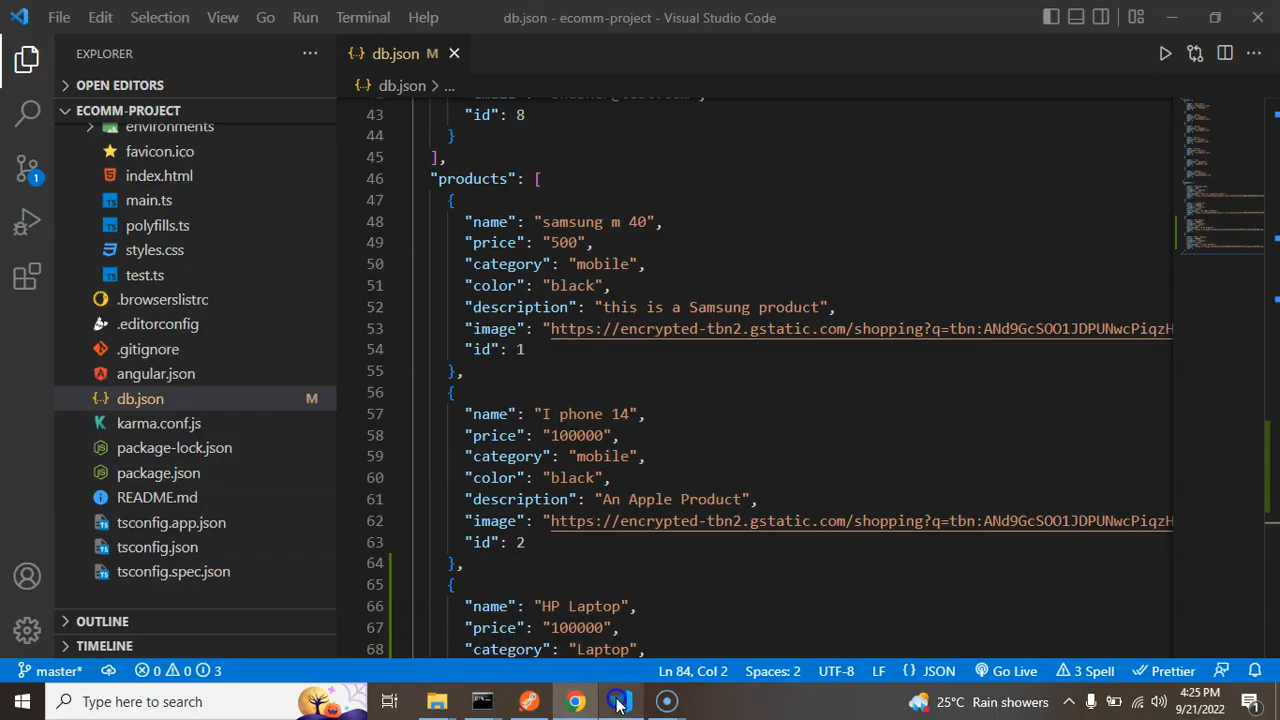 File Edit Selection View Go Run Terminal Help db.json - ecomm-project - Visual Studio Code
EXPLORER
db.json M
OPEN EDITORS
db.json > ...
ECOMM-PROJECT
environments
favicon.ico
index.html
main.ts
polyfills.ts
styles.css
test.ts
.browserslistrc
.editorconfig
.gitignore
angular.json
db.json M
karma.conf.js
package-lock.json
package.json
README.md
tsconfig.app.json
tsconfig.json
tsconfig.spec.json
OUTLINE
TIMELINE
1
43 "id": 8
44 }
45 ],
46 "products": [
47 {
48 "name": "samsung m 40",
49 "price": "500",
50 "category": "mobile",
51 "color": "black",
52 "description": "this is a Samsung product",
53 "image": "https://encrypted-tbn2.gstatic.com/shopping?q=tbn:ANd9GcSOO1JDPUNwcPiqzH
54 "id": 1
55 },
56 {
57 "name": "I phone 14",
58 "price": "100000",
59 "category": "mobile",
60 "color": "black",
61 "description": "An Apple Product",
62 "image": "https://encrypted-tbn2.gstatic.com/shopping?q=tbn:ANd9GcSOO1JDPUNwcPiqzH
63 "id": 2
64 },
65 {
66 "name": "HP Laptop",
67 "price": "100000",
68 "category": "Laptop",
master* 0 0 3 Ln 84, Col 2 Spaces: 2 UTF-8 LF {} JSON Go Live 3 Spell Prettier
Type here to search 25°C Rain showers 4:25 PM
9/21/2022 1